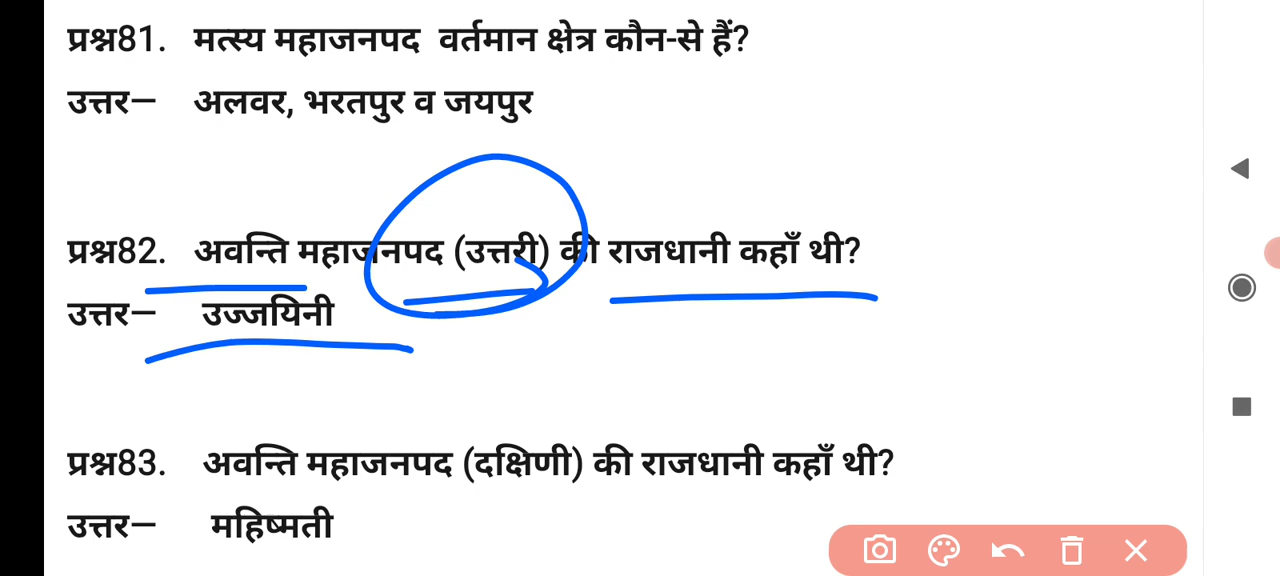 प्रश्न81. मत्स्य महाजनपद वर्तमान क्षेत्र कौन-से हैं?
उत्तर— अलवर, भरतपुर व जयपुर
प्रश्न82. अवन्ति महाजनपद (उत्तरी) की राजधानी कहाँ थी?
उत्तर— उज्जयिनी
प्रश्न83. अवन्ति महाजनपद (दक्षिणी) की राजधानी कहाँ थी?
उत्तर— महिष्मती